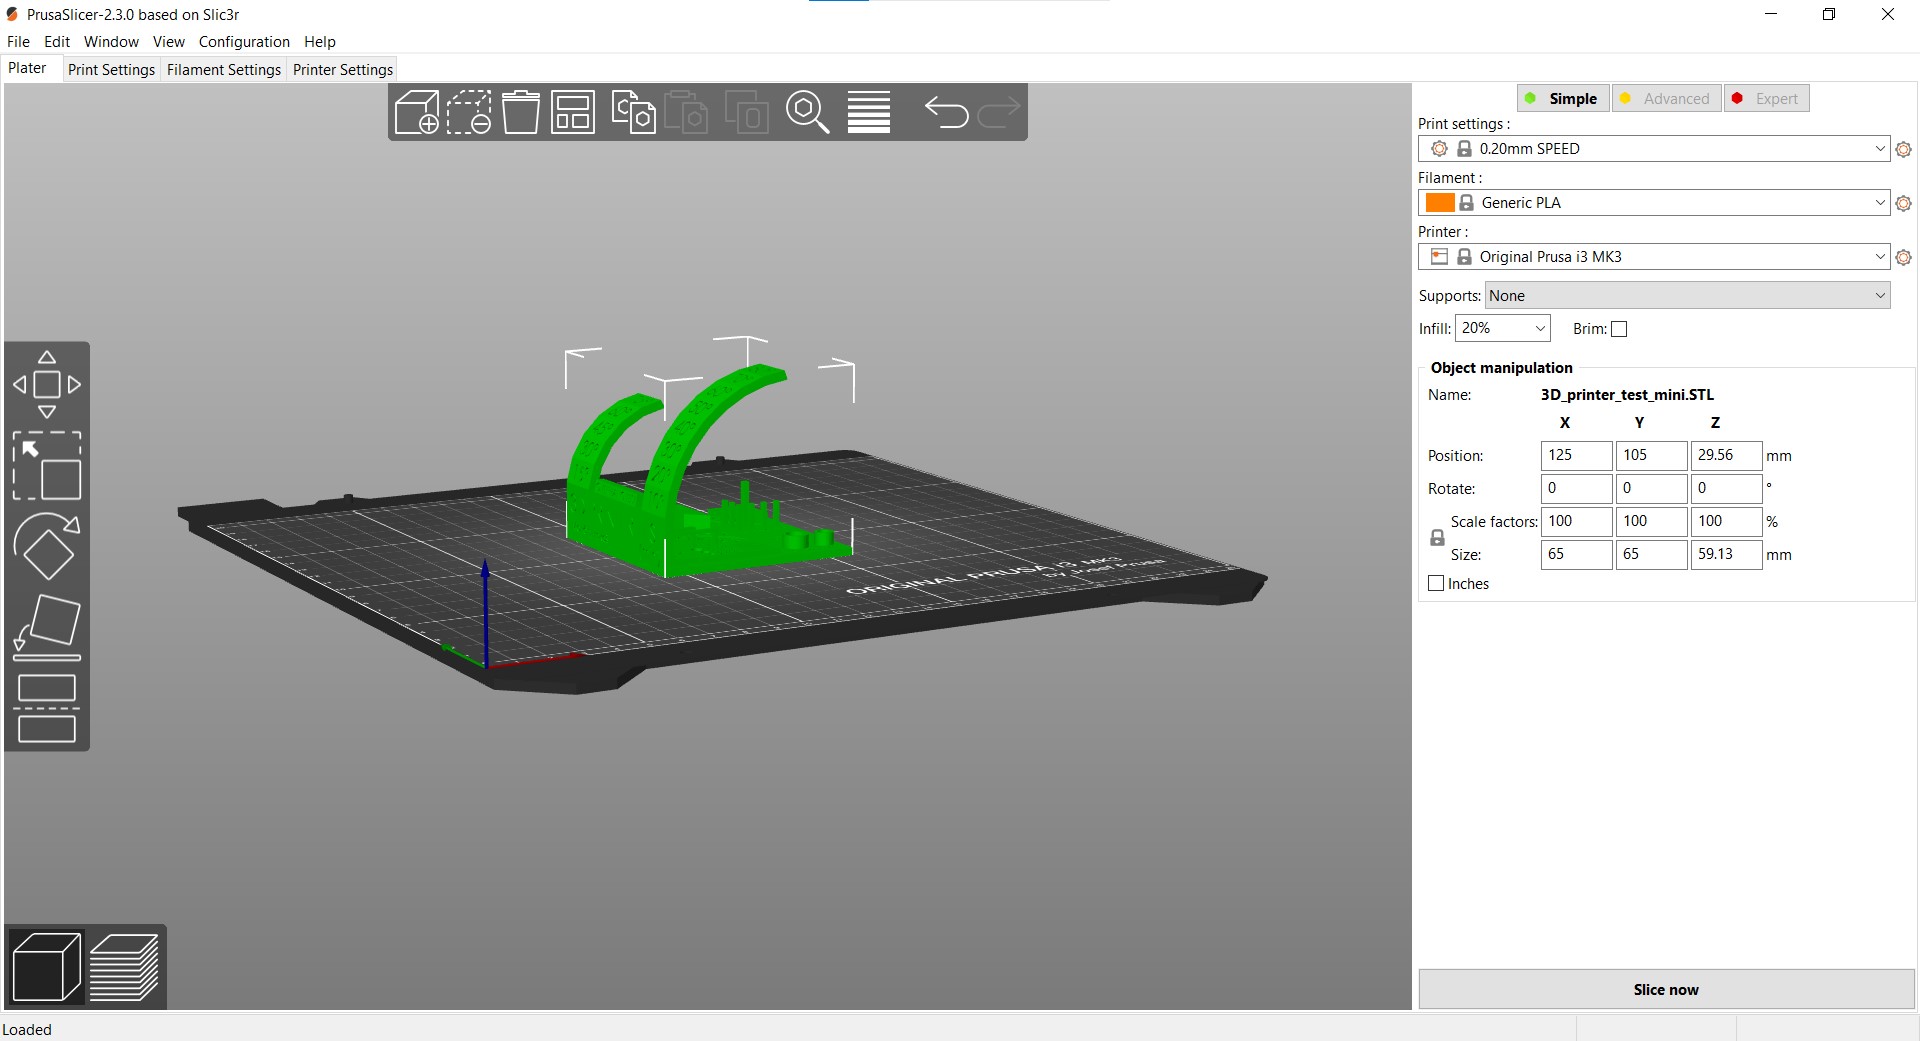 PrusaSlicer-2.3.0 based on Slic3r
File Edit Window View Configuration Help
Plater Print Settings Filament Settings Printer Settings
Simple Advanced Expert
Print settings :
0.20mm SPEED
Filament :
Generic PLA
Printer :
Original Prusa i3 MK3
Supports: None
Infill: 20% Brim:
Object manipulation
Name: 3D_printer_test_mini.STL
X Y Z
Position: 125 105 29.56 mm
Rotate: 0 0 0 °
Scale factors: 100 100 100 %
Size: 65 65 59.13 mm
Inches
ORIGINAL PRUSA i3 MK3
by Josef Prusa
Slice now
Loaded